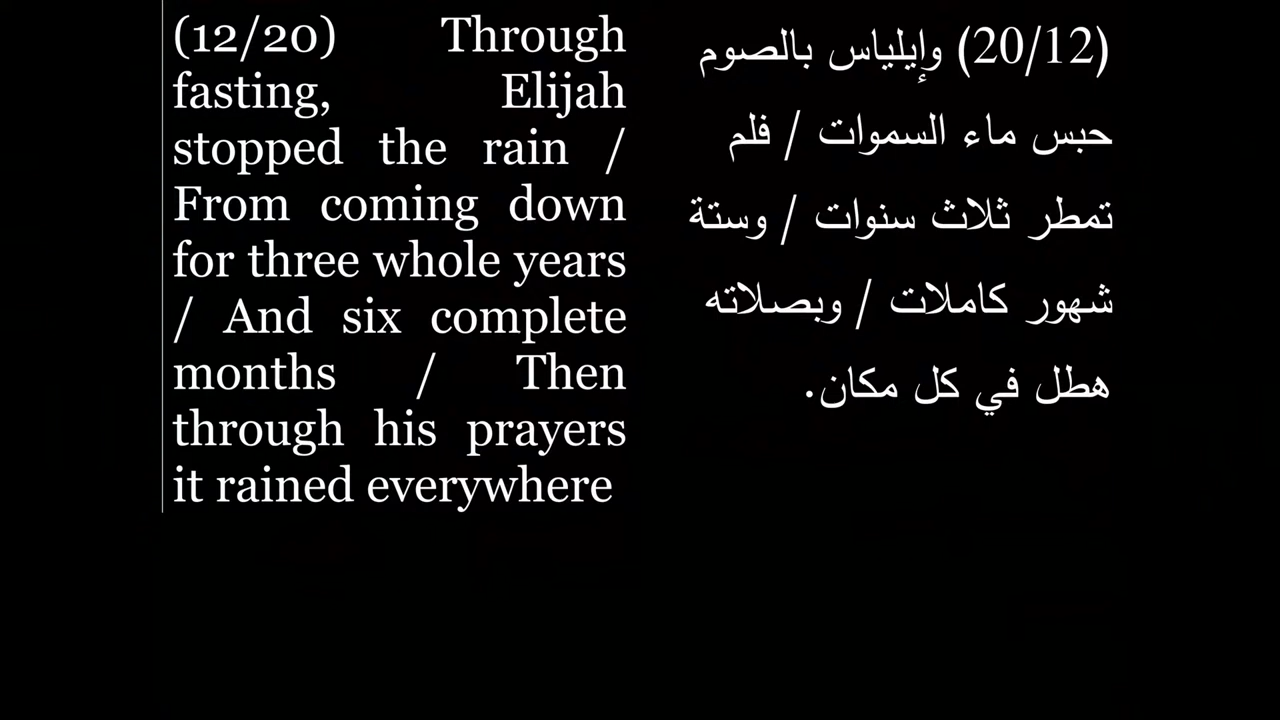 (12/20) Through
fasting, Elijah
stopped the rain /
From coming down
for three whole years
/ And six complete
months / Then
through his prayers
it rained everywhere
(20/12) وإيلياس بالصوم
حبس ماء السموات / فلم
تمطر ثلاث سنوات / وستة
شهور كاملات / وبصلاته
هطل في كل مكان.